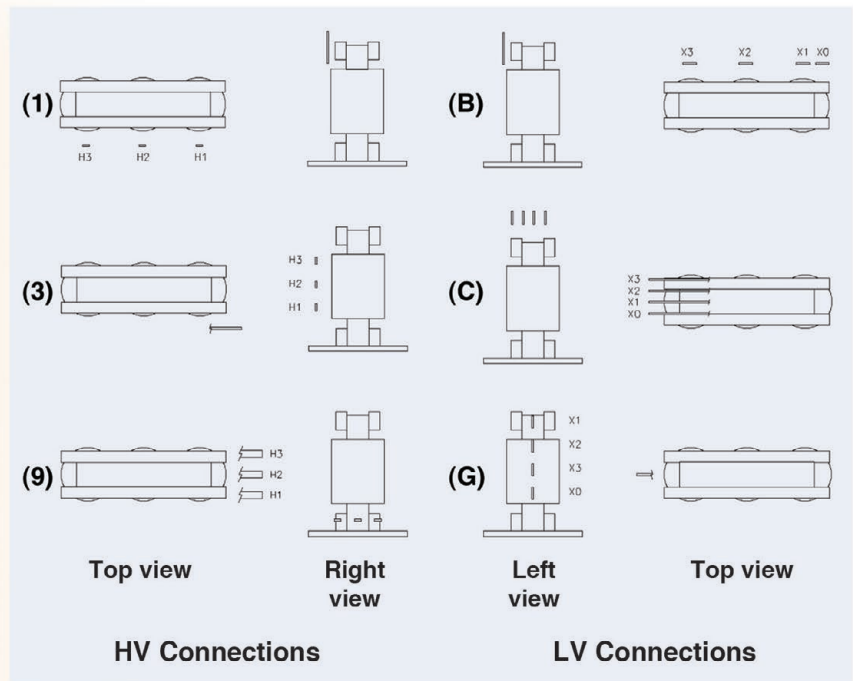 X3 X2 X1 X0
(1) (B)
H3 H2 H1
(3) H3 (C) X3
H2 X2
H1 X1
X0
(9) H3 (G) X1
H2 X2
H1 X3
X0
Top view Right view Left view Top view
HV Connections LV Connections